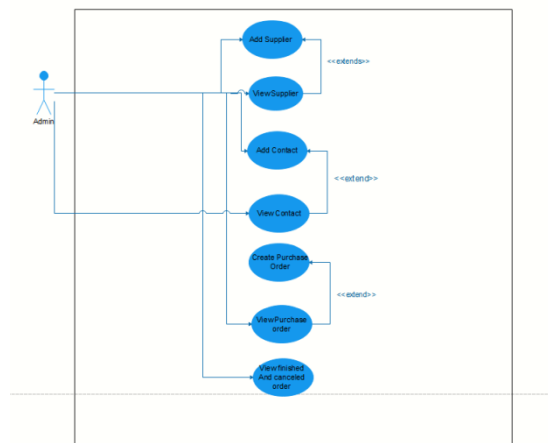 Add Supplier
<<extends>>
ViewSupplier
Admin
Add Contact
<<extend>>
ViewContact
Create Purchase
Order
<<extend>>
ViewPurchase
order
Viewfinished
And canceled
order